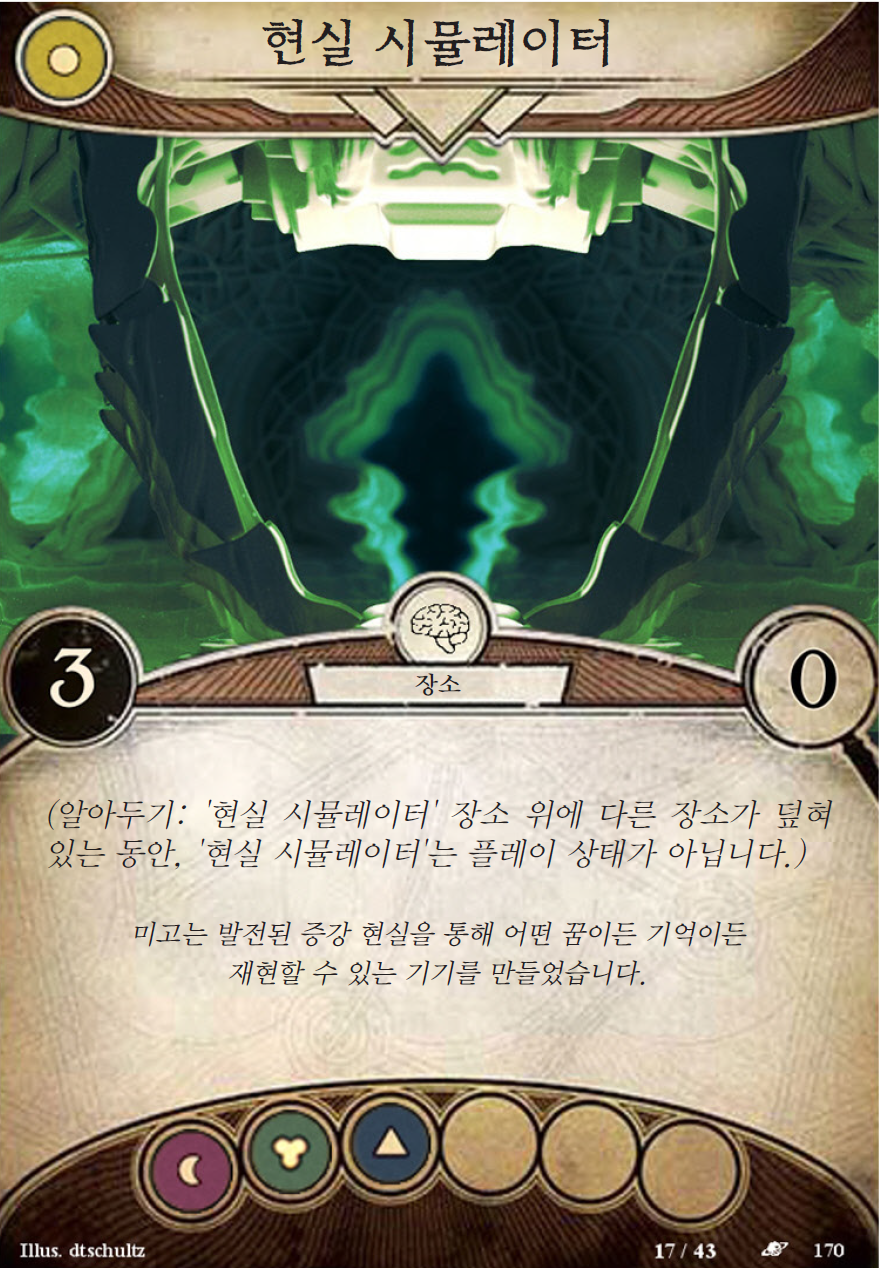 현실 시뮬레이터
3
장소
0
(알아두기: '현실 시뮬레이터' 장소 위에 다른 장소가 덮혀
있는 동안, '현실 시뮬레이터'는 플레이 상태가 아닙니다.)
미고는 발전된 증강 현실을 통해 어떤 꿈이든 기억이든
재현할 수 있는 기기를 만들었습니다.
Illus. dtschultz
17 / 43
170